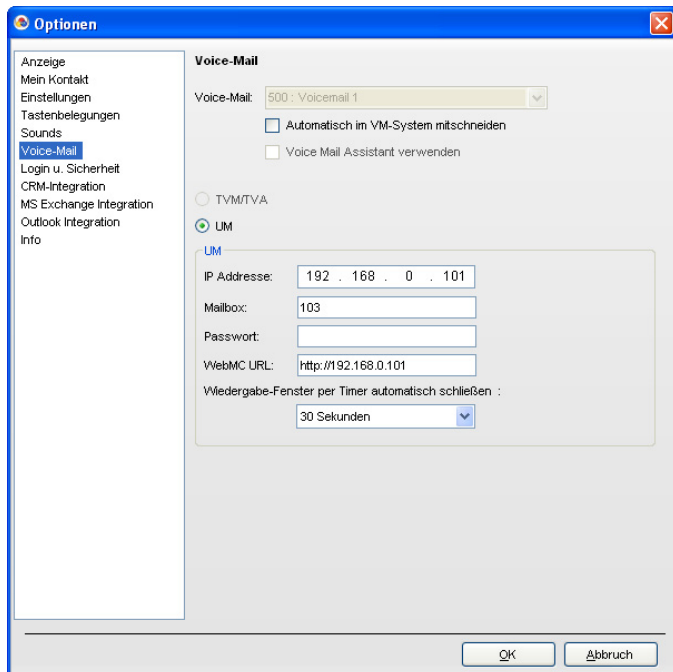 Optionen
Anzeige
Mein Kontakt
Einstellungen
Tastenbelegungen
Sounds
Voice-Mail
Login u. Sicherheit
CRM-Integration
MS Exchange Integration
Outlook Integration
Info
Voice-Mail
Voice-Mail: 500 : Voicemail 1
Automatisch im VM-System mitschneiden
Voice Mail Assistant verwenden
TVM/TVA
UM
UM
IP Addresse: 192 . 168 . 0 . 101
Mailbox: 103
Passwort:
WebMC URL: http://192.168.0.101
Wiedergabe-Fenster per Timer automatisch schließen :
30 Sekunden
OK Abbruch